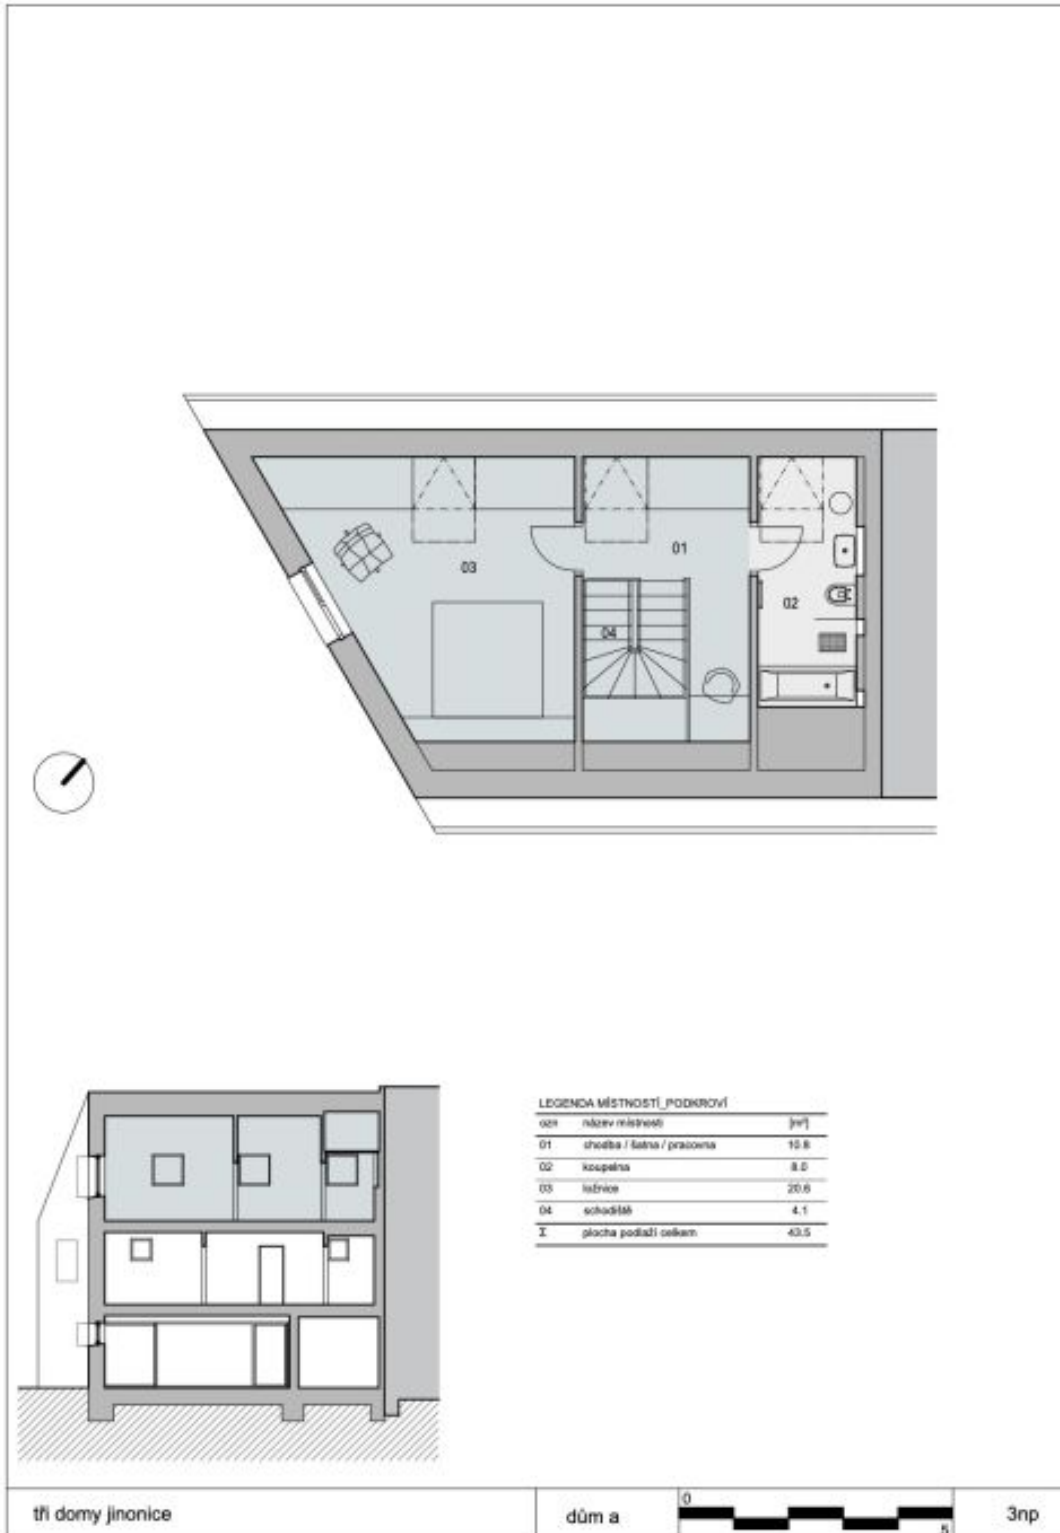 03
01
02
04
LEGENDA MÍSTNOSTÍ_PODKROVÍ
ozn název místnosti [m²]
01 chodba / šatna / pracovna 10.8
02 koupelna 8.0
03 ložnice 20.6
04 schodiště 4.1
Σ plocha podlaží celkem 43.5
tři domy jinonice
dům a
0
5
3np